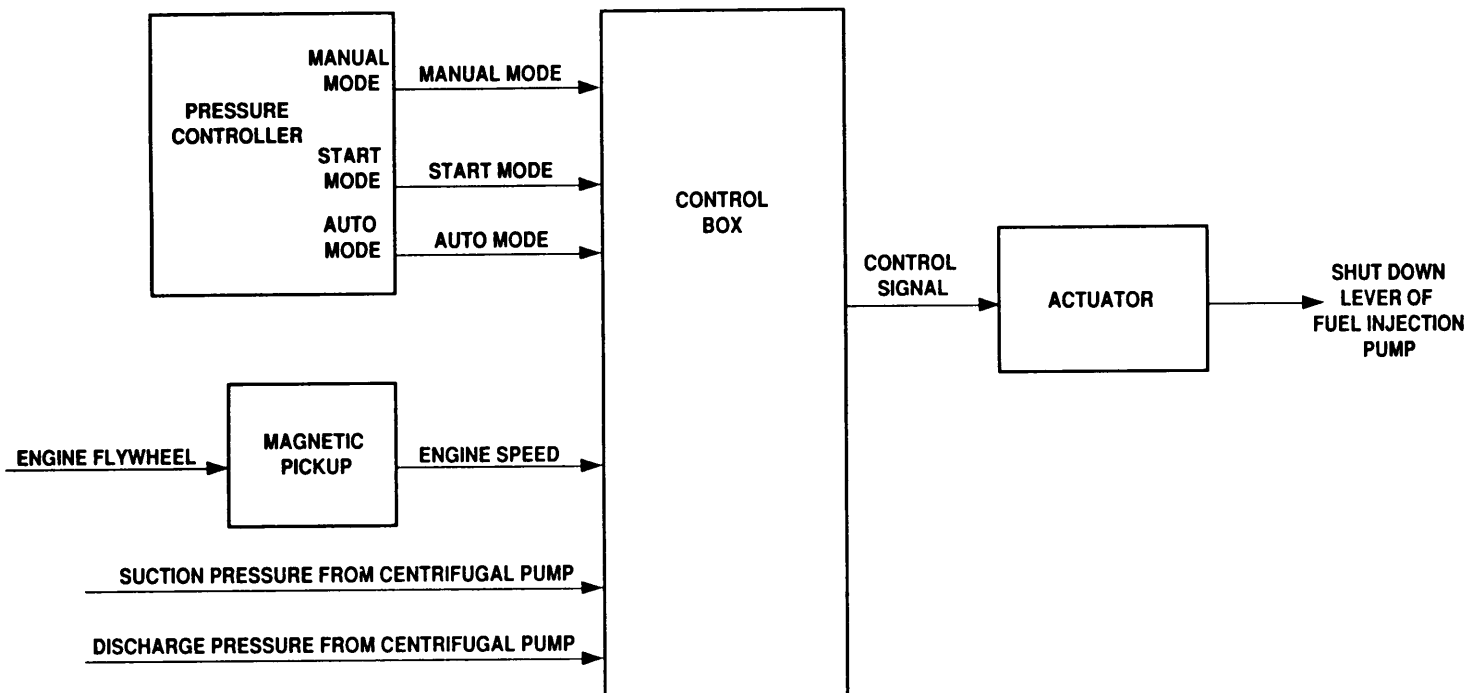 PRESSURE
CONTROLLER
MANUAL
MODE
START
MODE
AUTO
MODE
MANUAL MODE
START MODE
AUTO MODE
CONTROL
BOX
CONTROL
SIGNAL
ACTUATOR
SHUT DOWN
LEVER OF
FUEL INJECTION
PUMP
ENGINE FLYWHEEL
MAGNETIC
PICKUP
ENGINE SPEED
SUCTION PRESSURE FROM CENTRIFUGAL PUMP
DISCHARGE PRESSURE FROM CENTRIFUGAL PUMP